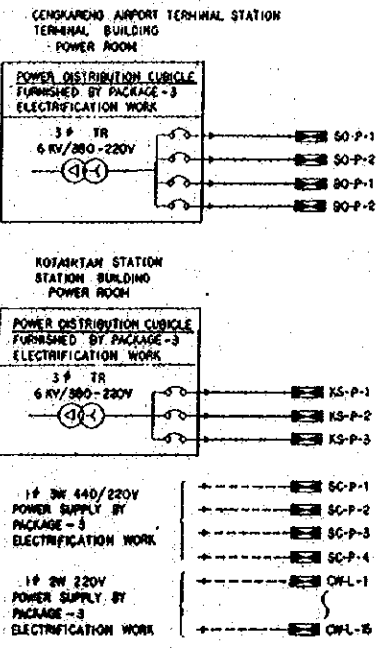 CENGKARENG AIRPORT TERMINAL STATION
TERMINAL BUILDING
POWER ROOM
POWER DISTRIBUTION CUBICLE
FURNISHED BY PACKAGE-3
ELECTRIFICATION WORK
3 φ TR
6 KV/380-220V
SO-P-1
SO-P-2
BO-P-1
BO-P-2
STATION
STATION BUILDING
POWER ROOM
POWER DISTRIBUTION CUBICLE
FURNISHED BY PACKAGE-3
ELECTRIFICATION WORK
3 φ TR
6 KV/380-220V
KS-P-1
KS-P-2
KS-P-3
1φ 3W 440/220V
POWER SUPPLY BY
PACKAGE-3
ELECTRIFICATION WORK
SC-P-1
SC-P-2
SC-P-3
SC-P-4
1φ 2W 220V
POWER SUPPLY BY
PACKAGE-3
ELECTRIFICATION WORK
CW-L-1
CW-L-15